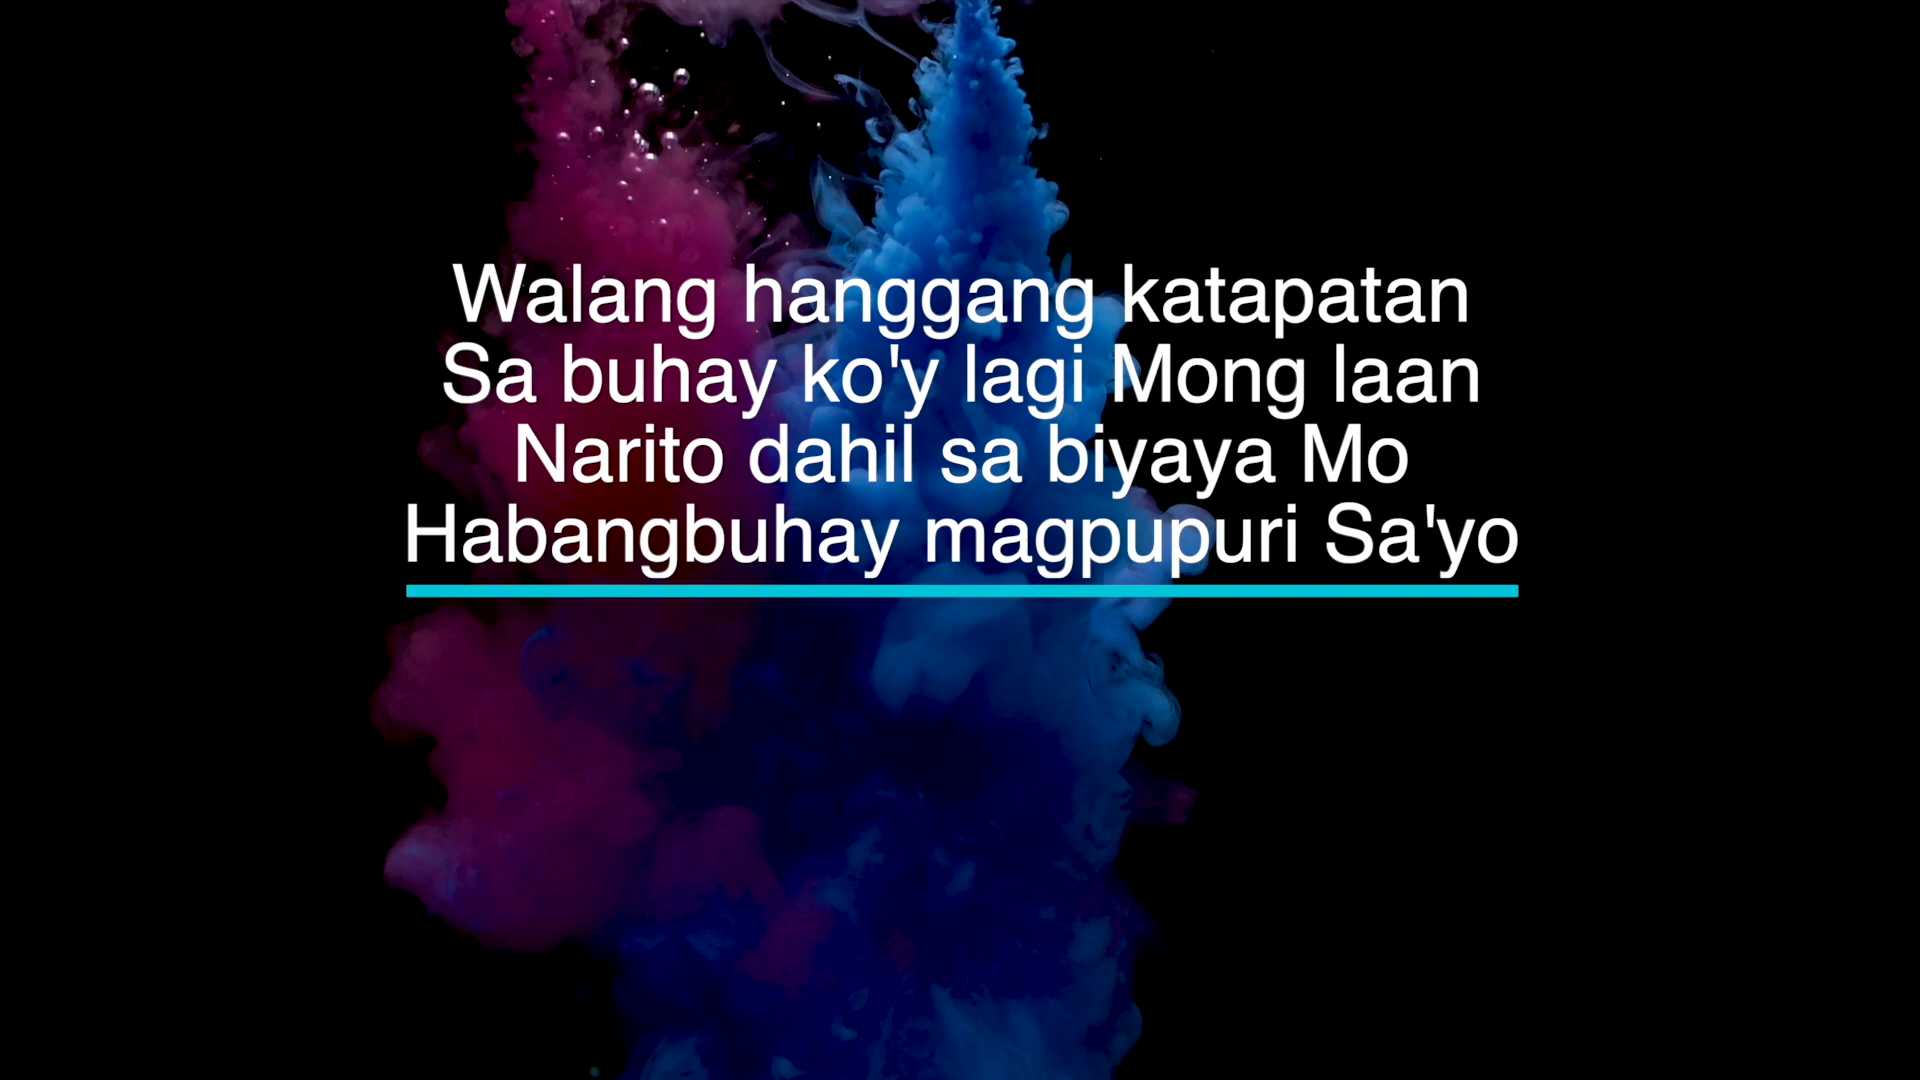 Walang hanggang katapatan
Sa buhay ko'y lagi Mong laan
Narito dahil sa biyaya Mo
Habangbuhay magpupuri Sa'yo